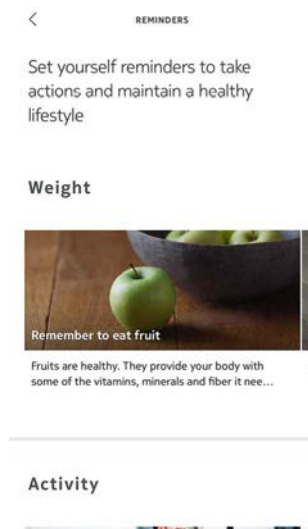 REMINDERS
Set yourself reminders to take
actions and maintain a healthy
lifestyle
Weight
Remember to eat fruit
Fruits are healthy. They provide your body with
some of the vitamins, minerals and fiber it nee...
Activity